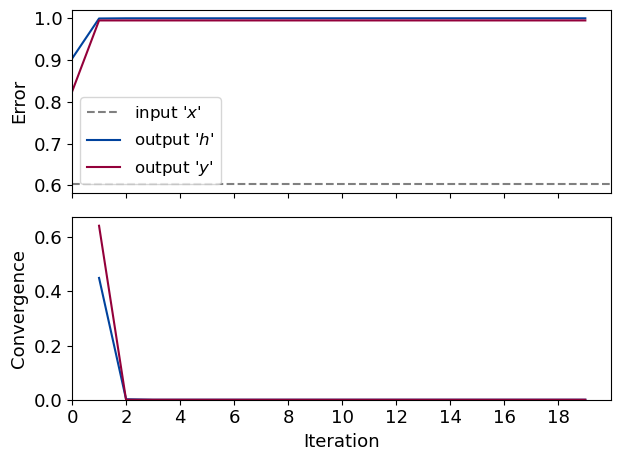 1.0
0.9
0.8
0.7
0.6
Error
input 'x'
output 'h'
output 'y'
0.6
0.4
0.2
0.0
Convergence
0 2 4 6 8 10 12 14 16 18
Iteration